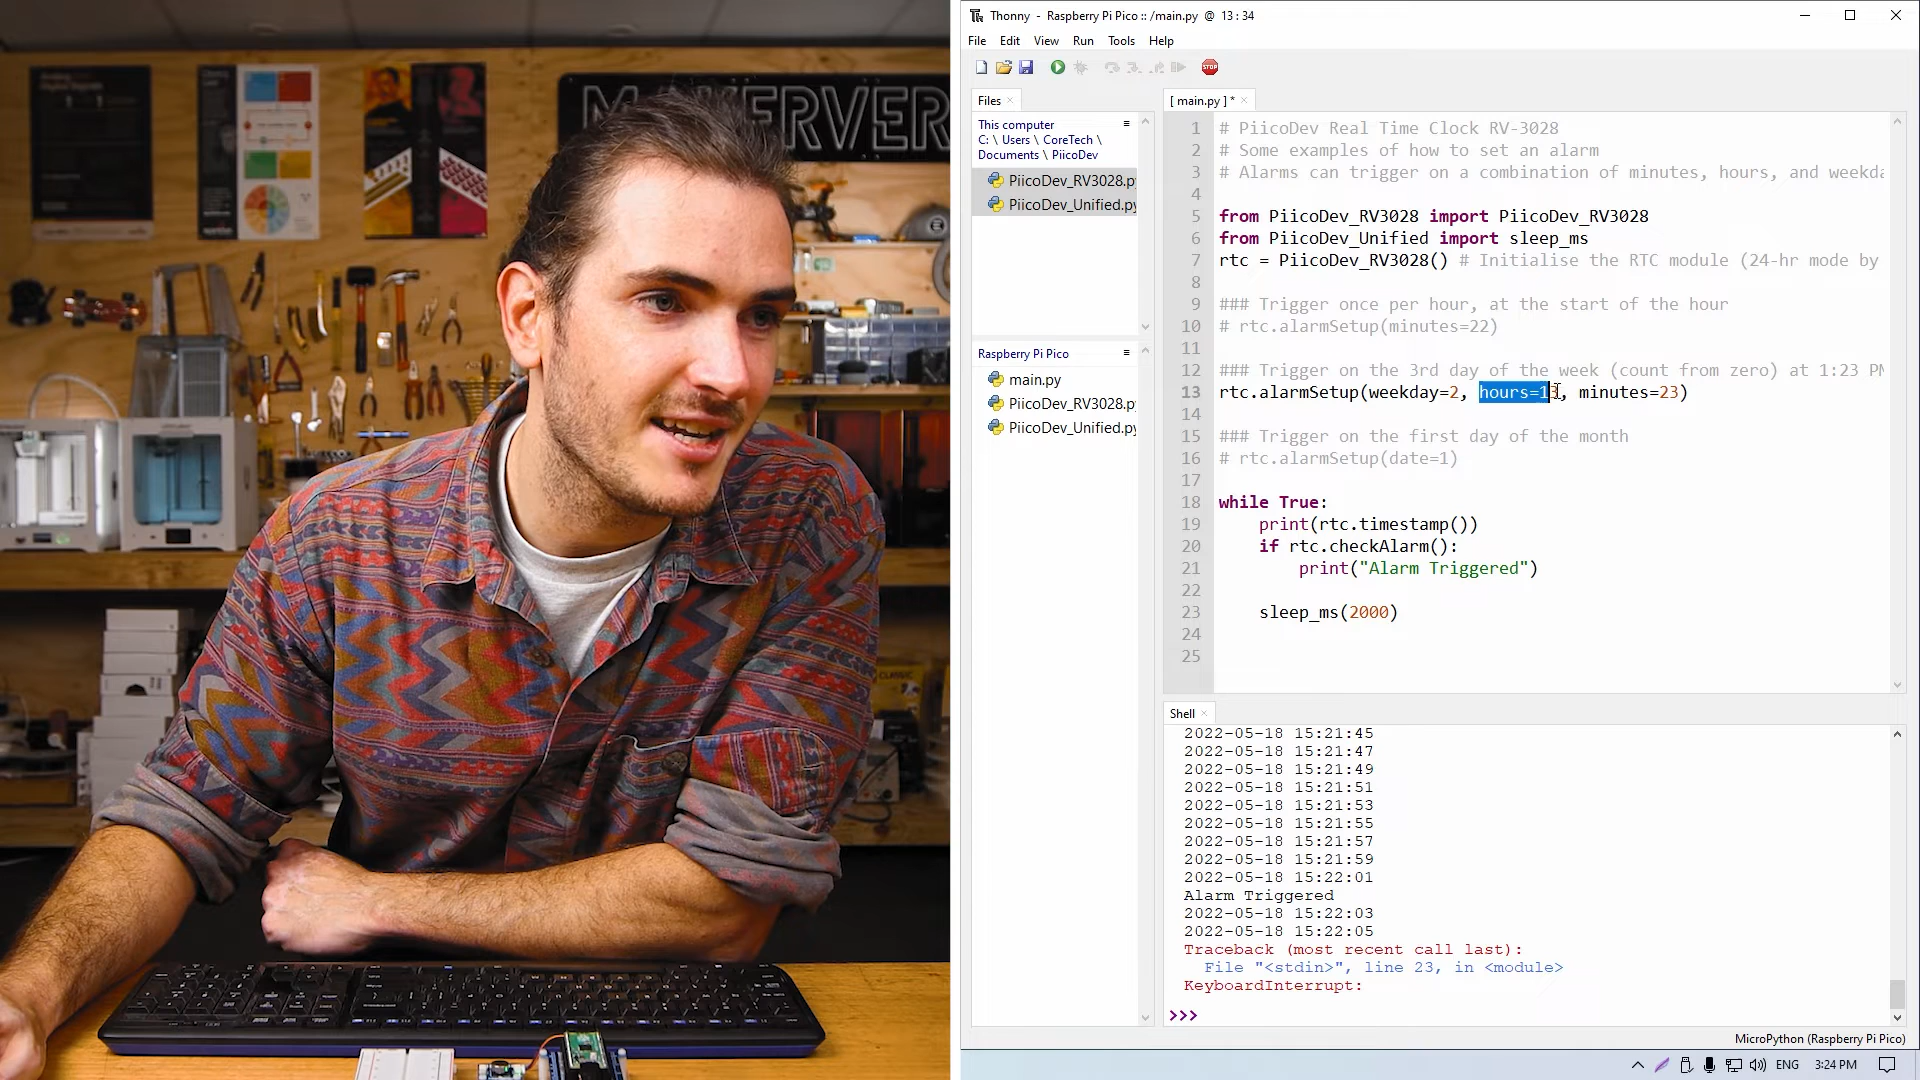 MAKERVER
Thonny - Raspberry Pi Pico :: /main.py @ 13 : 34
File Edit View Run Tools Help
STOP
Files
[ main.py ] *
This computer
C: \ Users \ CoreTech \
Documents \ PiicoDev
PiicoDev_RV3028.p
PiicoDev_Unified.py
Raspberry Pi Pico
main.py
PiicoDev_RV3028.p
PiicoDev_Unified.py
1 # PiicoDev Real Time Clock RV-3028
2 # Some examples of how to set an alarm
3 # Alarms can trigger on a combination of minutes, hours, and weekda
4
5 from PiicoDev_RV3028 import PiicoDev_RV3028
6 from PiicoDev_Unified import sleep_ms
7 rtc = PiicoDev_RV3028() # Initialise the RTC module (24-hr mode by
8
9 ### Trigger once per hour, at the start of the hour
10 # rtc.alarmSetup(minutes=22)
11
12 ### Trigger on the 3rd day of the week (count from zero) at 1:23 PM
13 rtc.alarmSetup(weekday=2, hours=13, minutes=23)
14
15 ### Trigger on the first day of the month
16 # rtc.alarmSetup(date=1)
17
18 while True:
19 print(rtc.timestamp())
20 if rtc.checkAlarm():
21 print("Alarm Triggered")
22
23 sleep_ms(2000)
24
25
Shell
2022-05-18 15:21:45
2022-05-18 15:21:47
2022-05-18 15:21:49
2022-05-18 15:21:51
2022-05-18 15:21:53
2022-05-18 15:21:55
2022-05-18 15:21:57
2022-05-18 15:21:59
2022-05-18 15:22:01
Alarm Triggered
2022-05-18 15:22:03
2022-05-18 15:22:05
Traceback (most recent call last):
File "<stdin>", line 23, in <module>
KeyboardInterrupt:
>>>
MicroPython (Raspberry Pi Pico)
ENG 3:24 PM